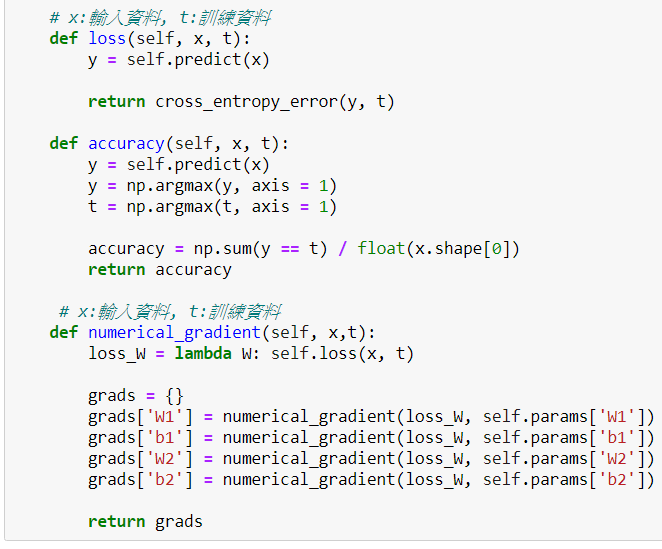 # x:輸入資料, t:訓練資料
def loss(self, x, t):
    y = self.predict(x)

    return cross_entropy_error(y, t)

def accuracy(self, x, t):
    y = self.predict(x)
    y = np.argmax(y, axis = 1)
    t = np.argmax(t, axis = 1)

    accuracy = np.sum(y == t) / float(x.shape[0])
    return accuracy

 # x:輸入資料, t:訓練資料
def numerical_gradient(self, x,t):
    loss_W = lambda W: self.loss(x, t)

    grads = {}
    grads['W1'] = numerical_gradient(loss_W, self.params['W1'])
    grads['b1'] = numerical_gradient(loss_W, self.params['b1'])
    grads['W2'] = numerical_gradient(loss_W, self.params['W2'])
    grads['b2'] = numerical_gradient(loss_W, self.params['b2'])

    return grads